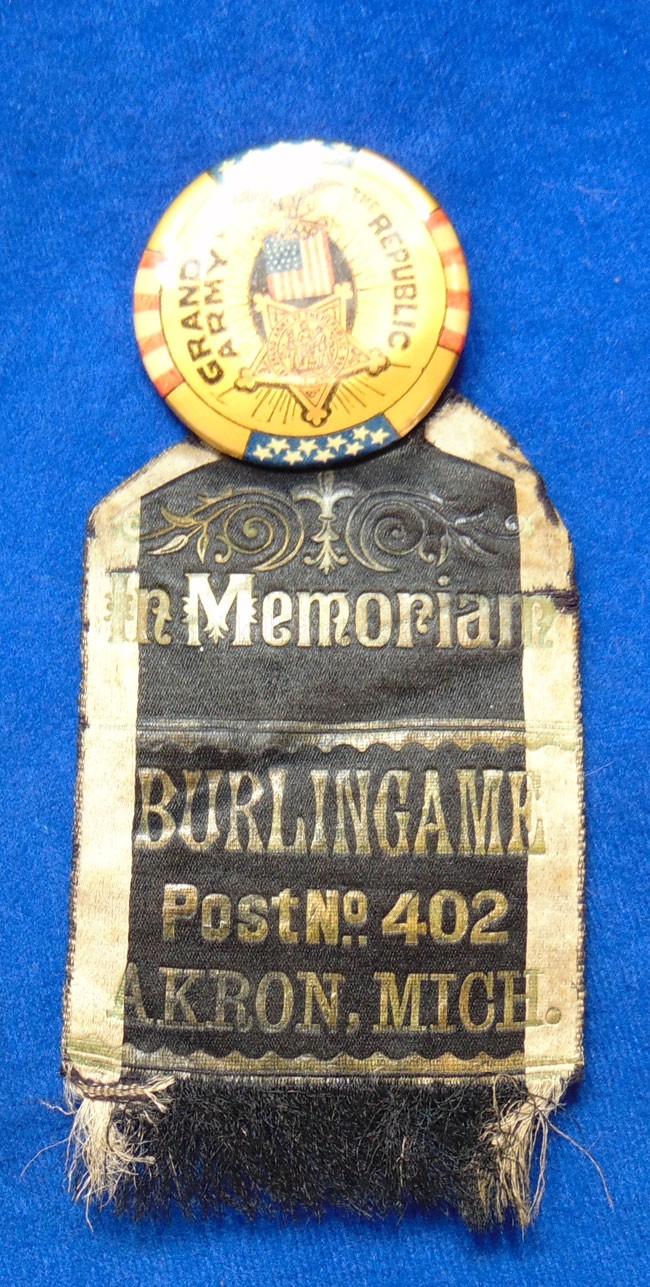 GRAND
ARMY
THE REPUBLIC
In Memoriam
BURLINGAME
Post No. 402
AKRON, MICH.